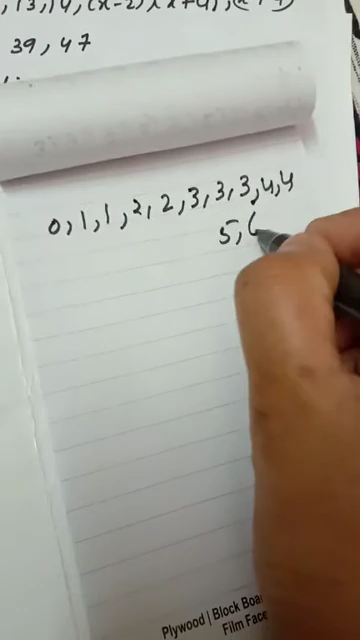 , 13, 14, (x-2), x, x+4),
39, 47
0, 1, 1, 2, 2, 3, 3, 3, 4, 4
5, 6
Plywood | Block Boa
Film Face